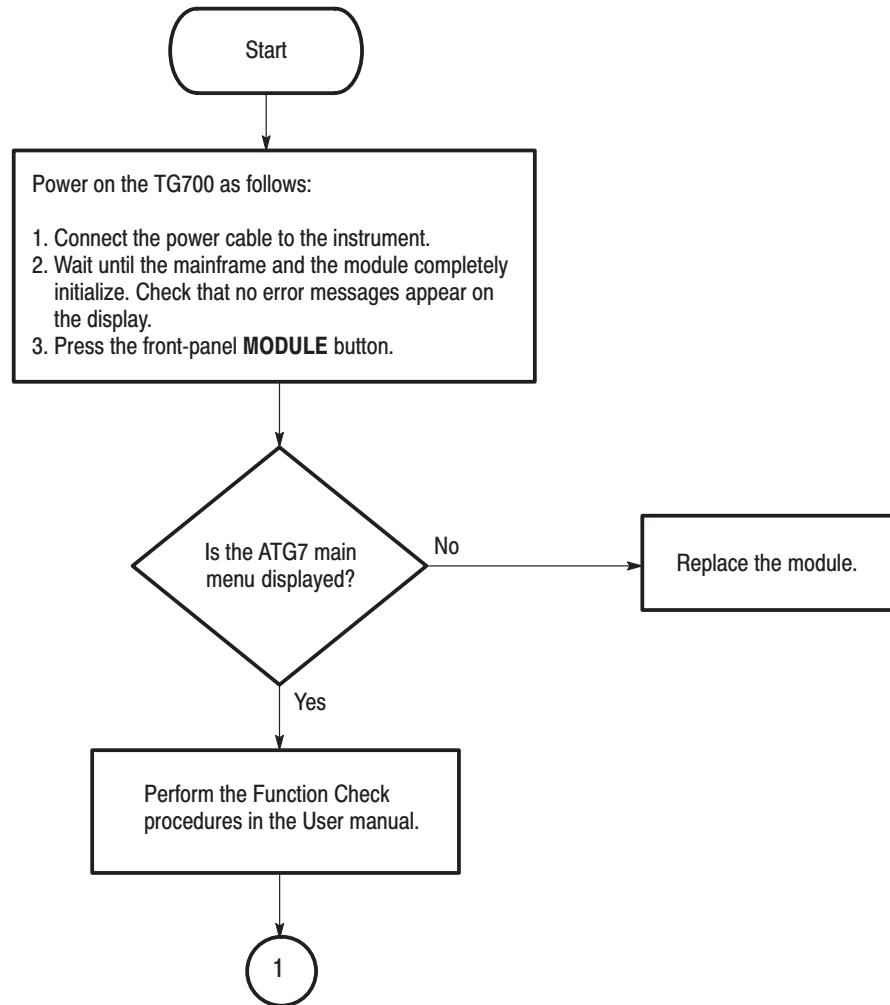 Start
Power on the TG700 as follows:
1. Connect the power cable to the instrument.
2. Wait until the mainframe and the module completely
initialize. Check that no error messages appear on
the display.
3. Press the front-panel MODULE button.
Is the ATG7 main
menu displayed?
No
Replace the module.
Yes
Perform the Function Check
procedures in the User manual.
1